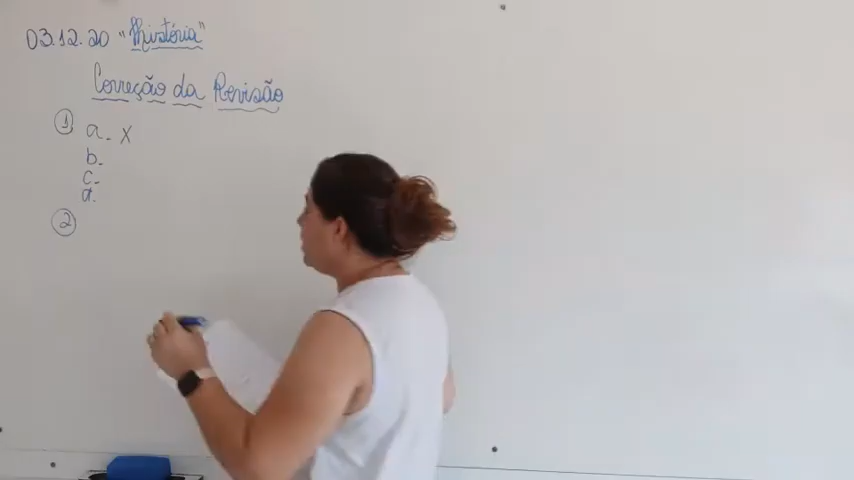 03.12.20 "História"
Correção da Revisão
① a. X
b.
c.
d.
②